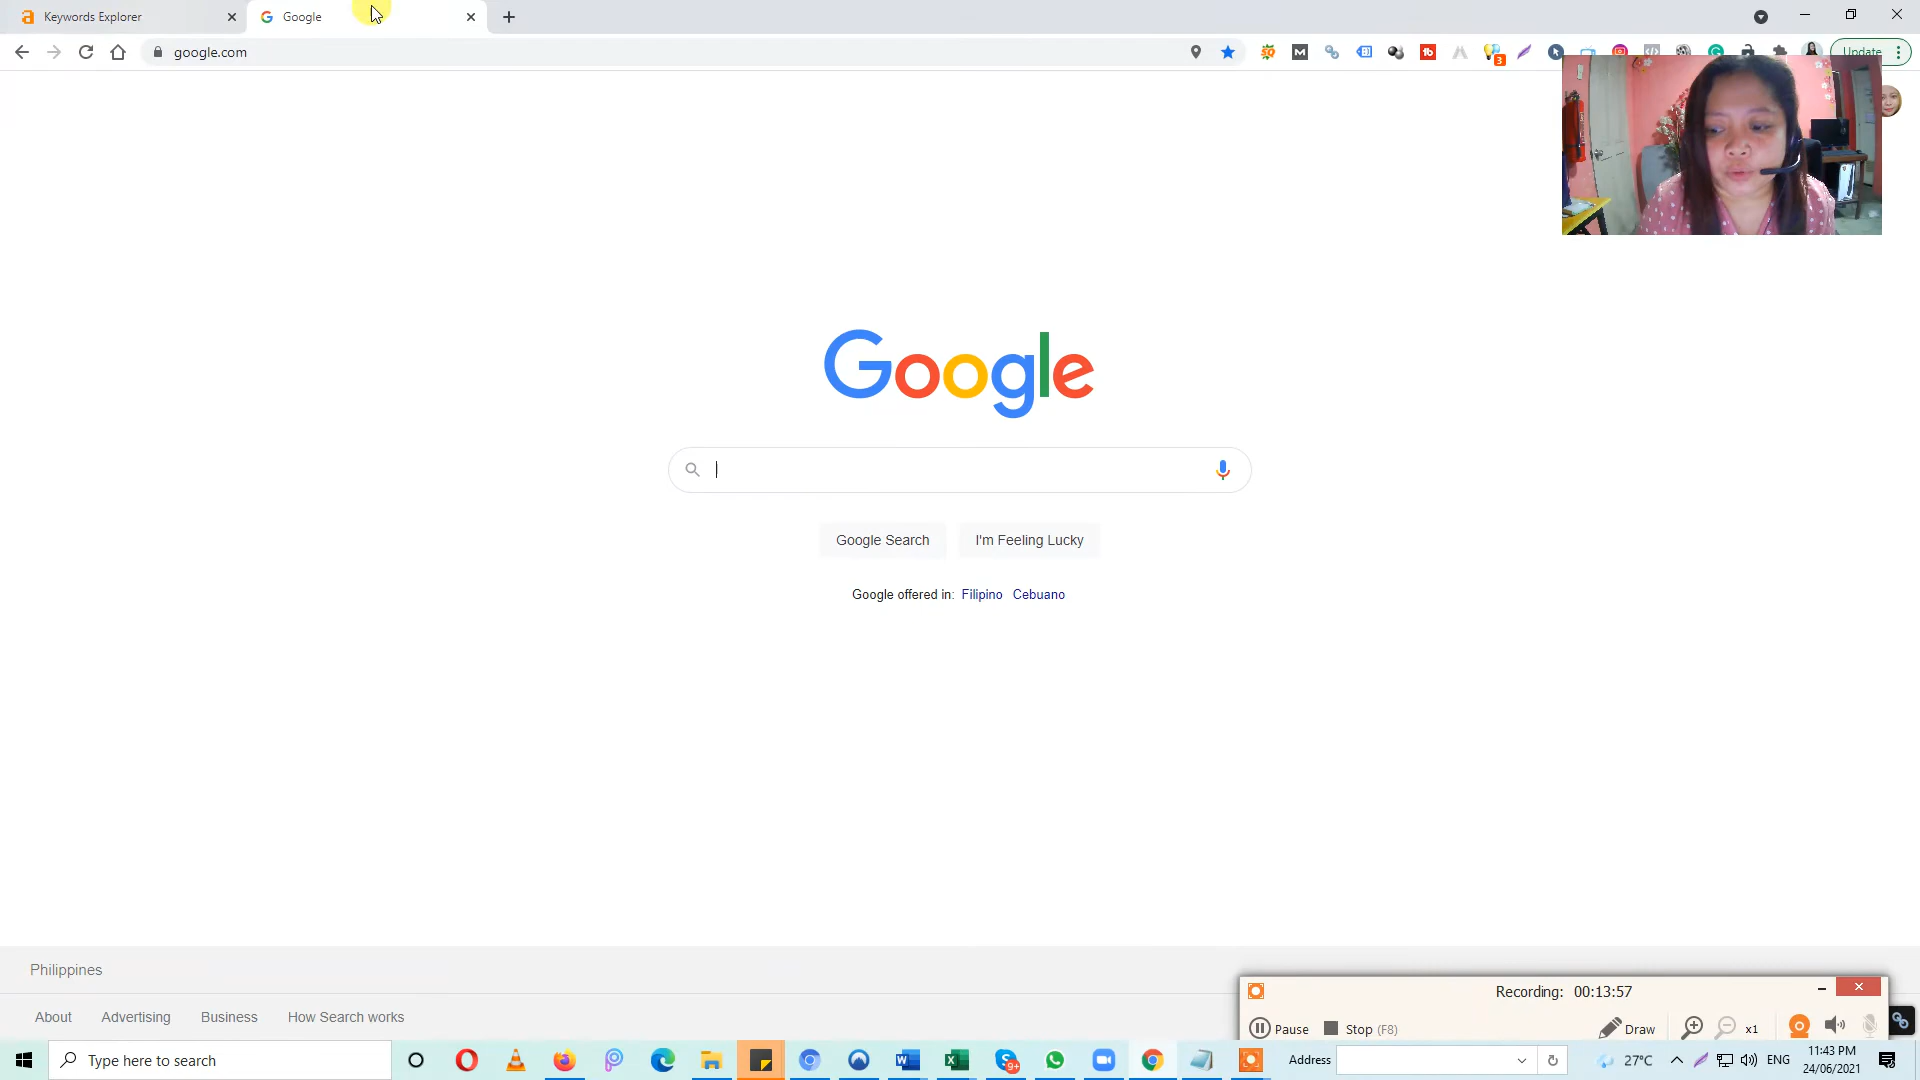 Keywords Explorer
Google
google.com
Update
3
Google
Google Search
I'm Feeling Lucky
Google offered in: Filipino Cebuano
Philippines
About Advertising Business How Search works
Recording: 00:13:57
Pause Stop (F8) Draw x1
Type here to search
9+
Address
27°C
ENG
11:43 PM
24/06/2021